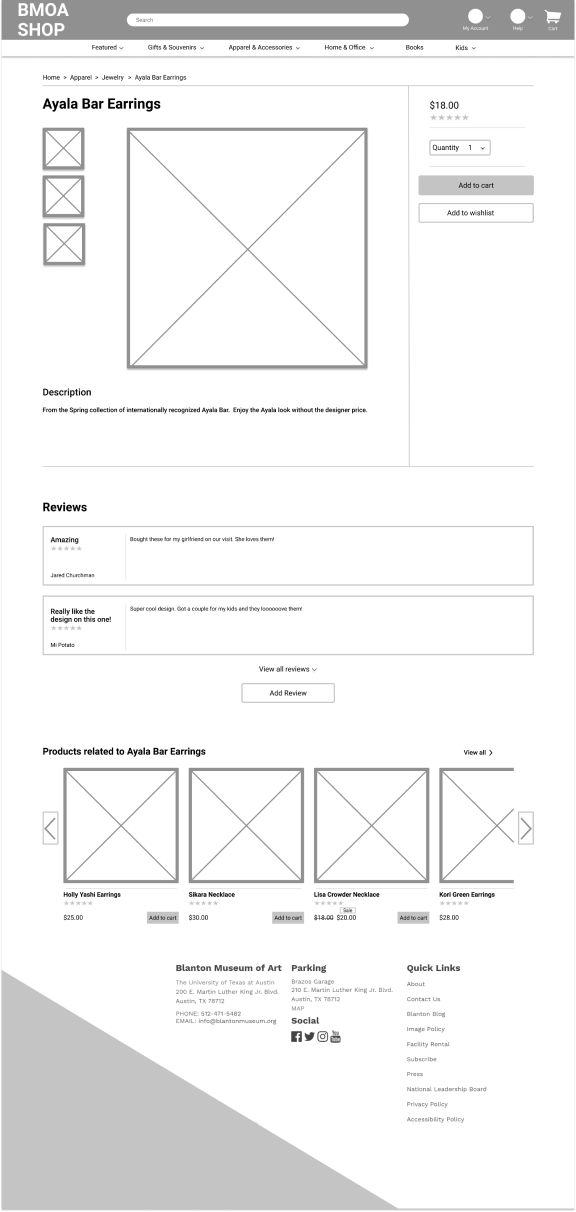 BMOA
SHOP
Search
My Account
Help
Cart
Featured
Gifts & Souvenirs
Apparel & Accessories
Home & Office
Books
Kids
Home > Apparel > Jewelry > Ayala Bar Earrings
Ayala Bar Earrings
$18.00
Quantity 1
Add to cart
Add to wishlist
Description
From the Spring collection of internationally recognized Ayala Bar. Enjoy the Ayala look without the designer price.
Reviews
Amazing
Bought these for my girlfriend on our visit. She loves them!
Jared Churchman
Really like the
design on this one!
Super cool design. Got a couple for my kids and they loooooove them!
Mi Potato
View all reviews
Add Review
Products related to Ayala Bar Earrings
View all
Holly Yashi Earrings
$25.00
Add to cart
Sikara Necklace
$30.00
Add to cart
Lisa Crowder Necklace
Sale
$18.00 $20.00
Add to cart
Kori Green Earrings
$28.00
Blanton Museum of Art
The University of Texas at Austin
200 E. Martin Luther King Jr. Blvd.
Austin, TX 78712
PHONE: 512-471-5482
EMAIL: info@blantonmuseum.org
Parking
Brazos Garage
210 E. Martin Luther King Jr. Blvd.
Austin, TX 78712
MAP
Social
You
Tube
Quick Links
About
Contact Us
Blanton Blog
Image Policy
Facility Rental
Subscribe
Press
National Leadership Board
Privacy Policy
Accessibility Policy